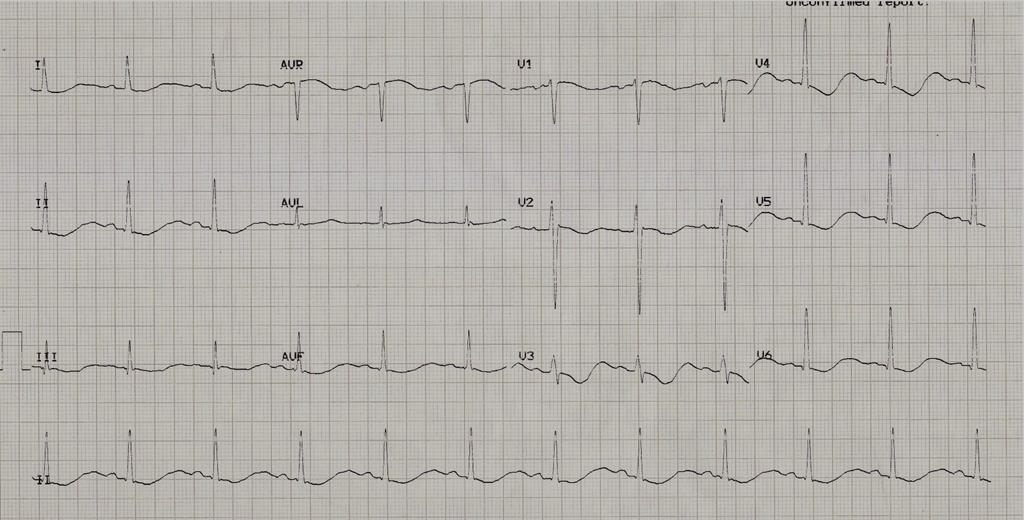 Unconfirmed report.
I AVR V1 V4
II AVL V2 V5
III AVF V3 V6
II